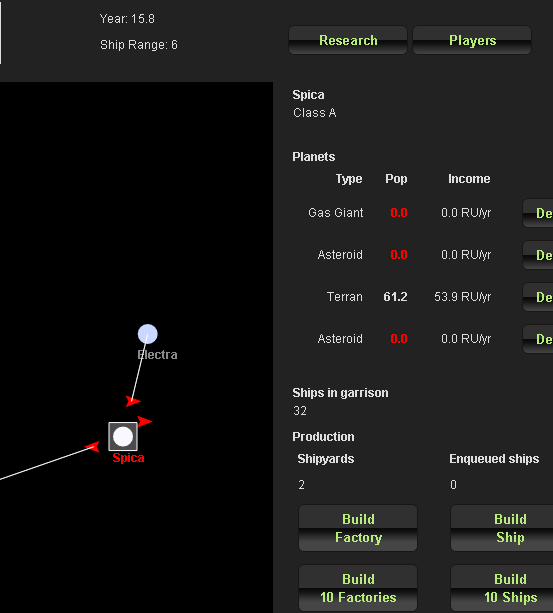 Year: 15.8
Ship Range: 6
Research Players
Spica
Class A
Planets
Type Pop Income
Gas Giant 0.0 0.0 RU/yr De
Asteroid 0.0 0.0 RU/yr De
Terran 61.2 53.9 RU/yr De
Asteroid 0.0 0.0 RU/yr De
Electra
Spica
Ships in garrison
32
Production
Shipyards Enqueued ships
2 0
Build Build
Factory Ship
Build Build
10 Factories 10 Ships